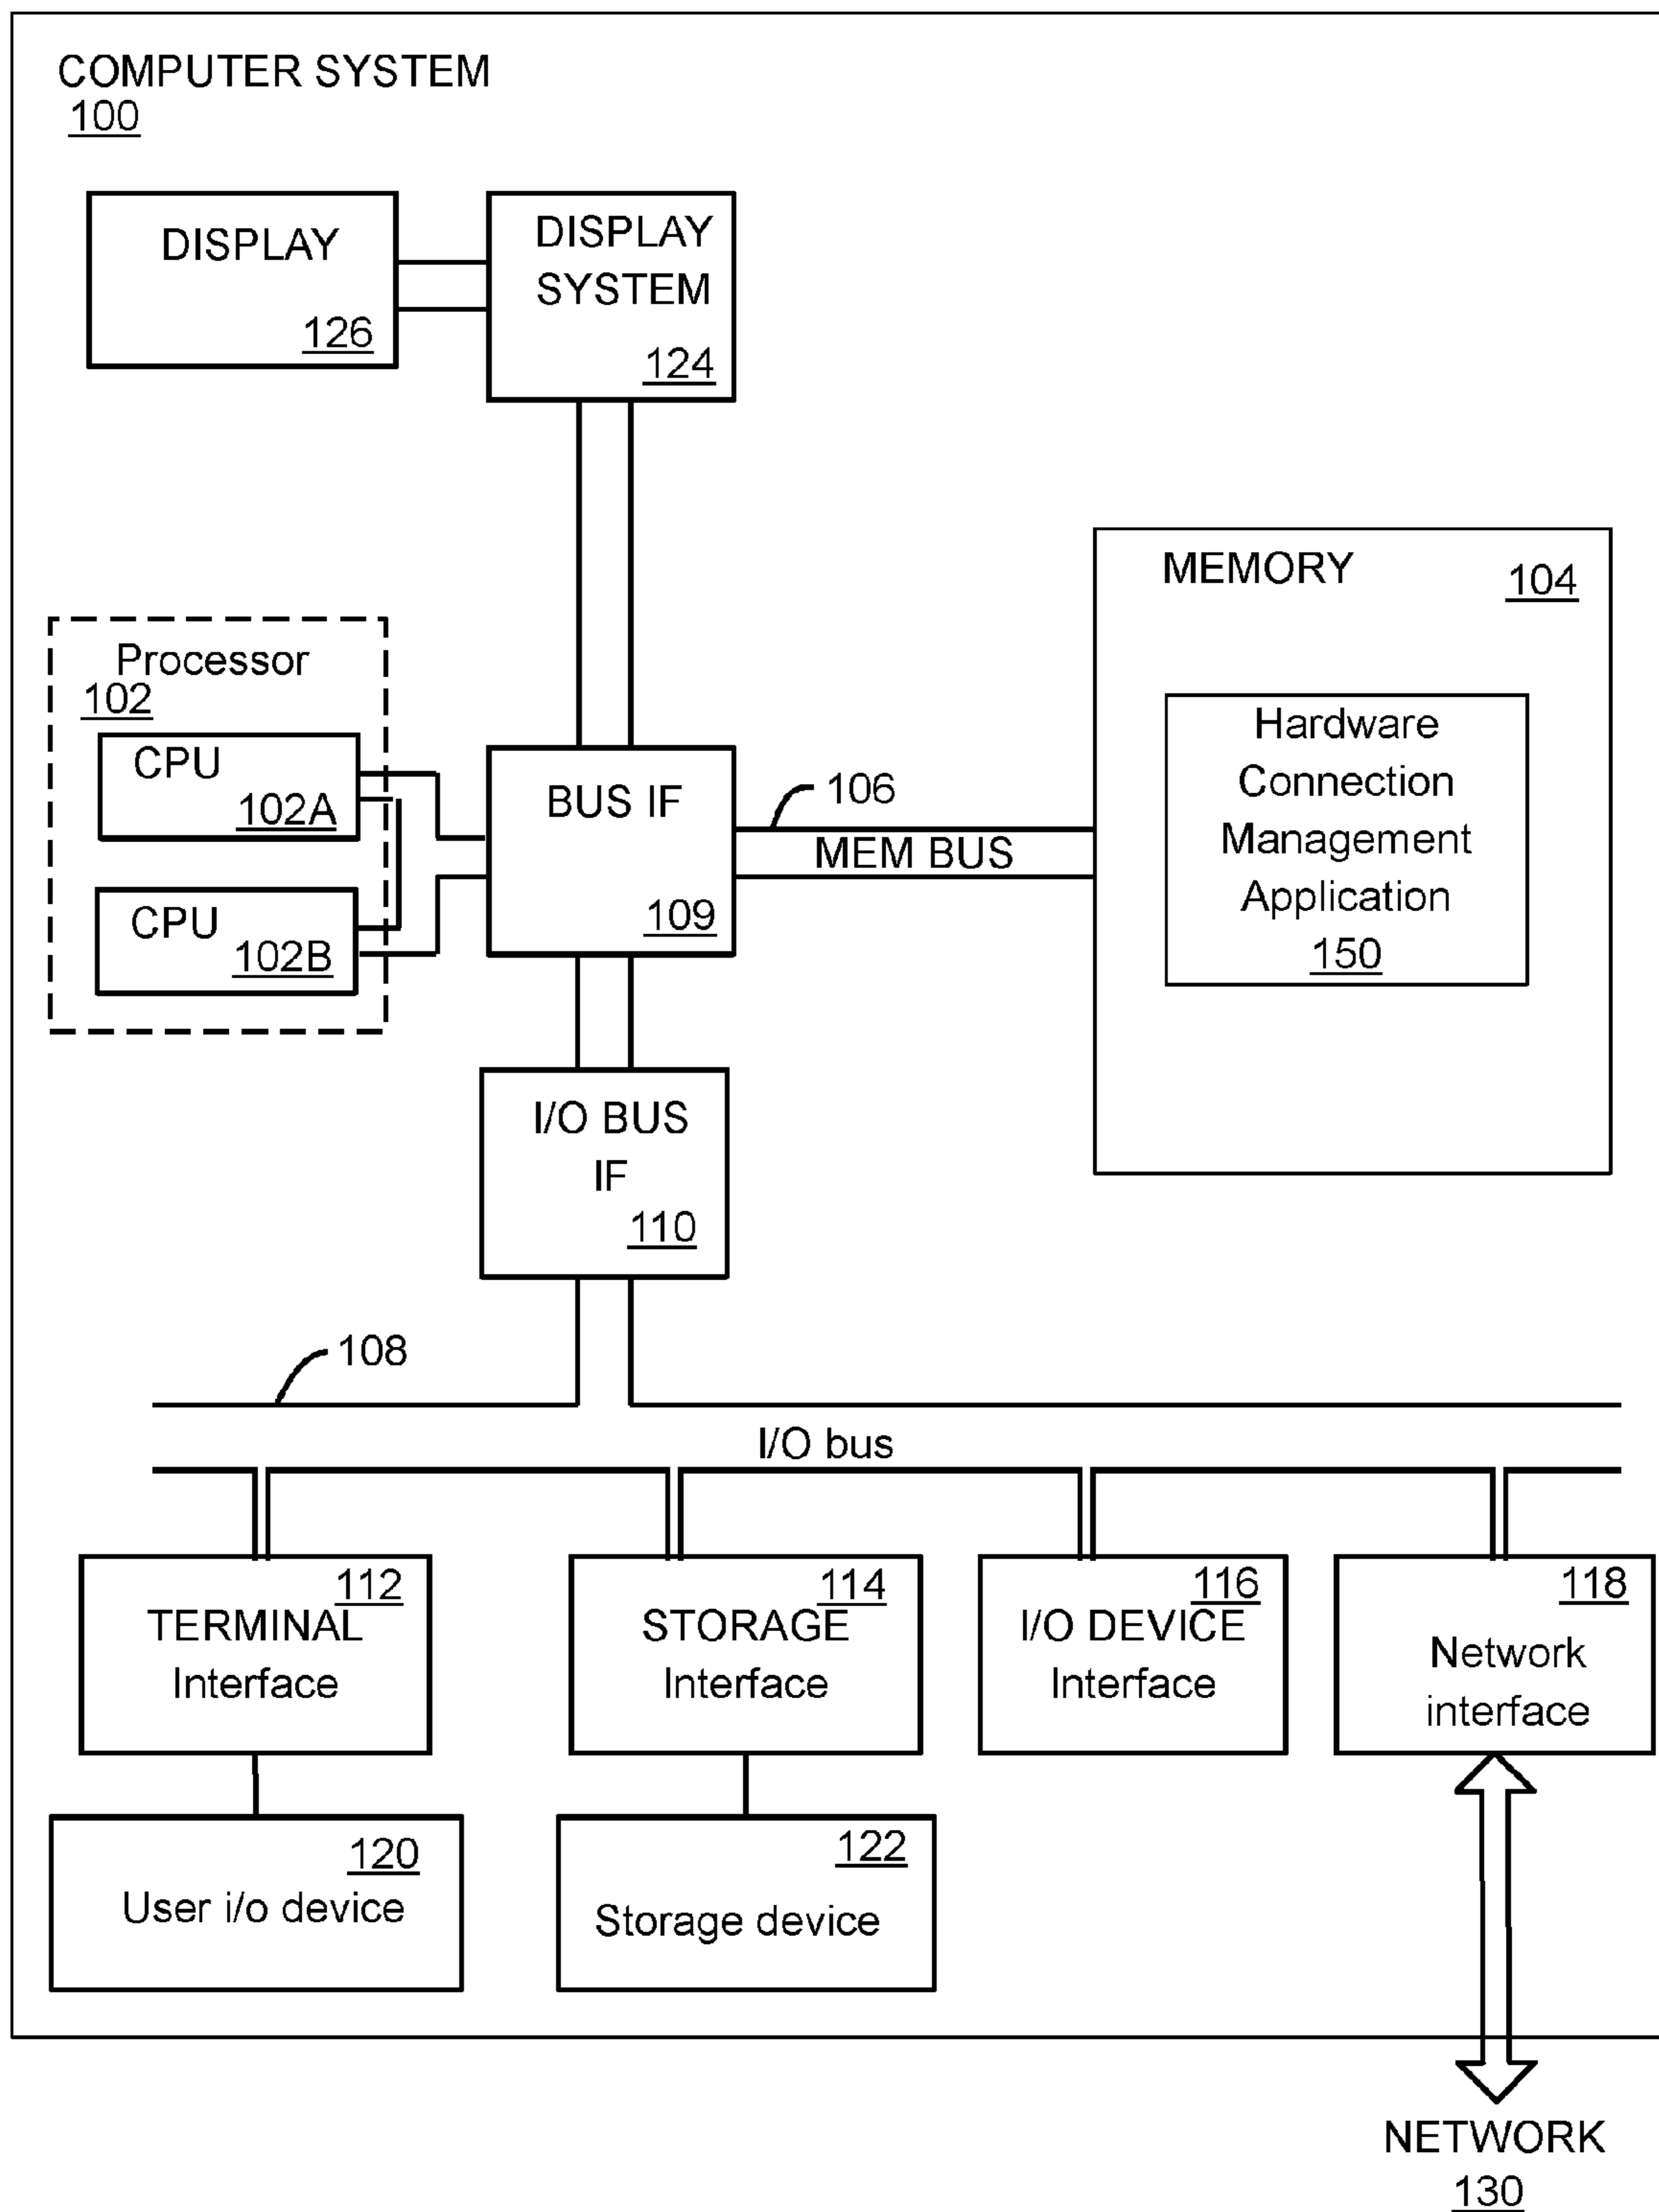 COMPUTER SYSTEM
100
DISPLAY
126
DISPLAY
SYSTEM
124
MEMORY
104
Hardware
Connection
Management
Application
150
Processor
102
CPU
102A
CPU
102B
BUS IF
109
106
MEM BUS
I/O BUS
IF
110
108
I/O bus
112
TERMINAL
Interface
114
STORAGE
Interface
116
I/O DEVICE
Interface
118
Network
interface
120
User i/o device
122
Storage device
NETWORK
130